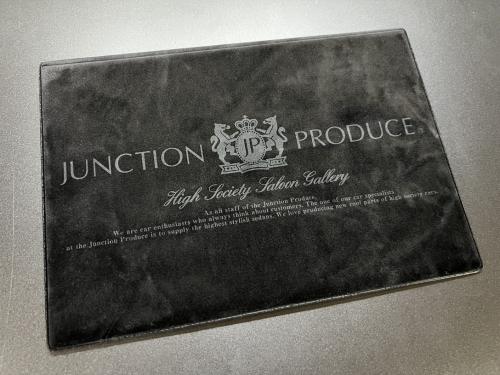 JUNCTION JP PRODUCE
High Society Saloon Gallery
As all staff of the Junction Produce,
We are car enthusiasts who always think about customers. The one of our car specialists
at the Junction Produce is to supply the highest stylish sedans. We love producing new cool parts of high society cars.